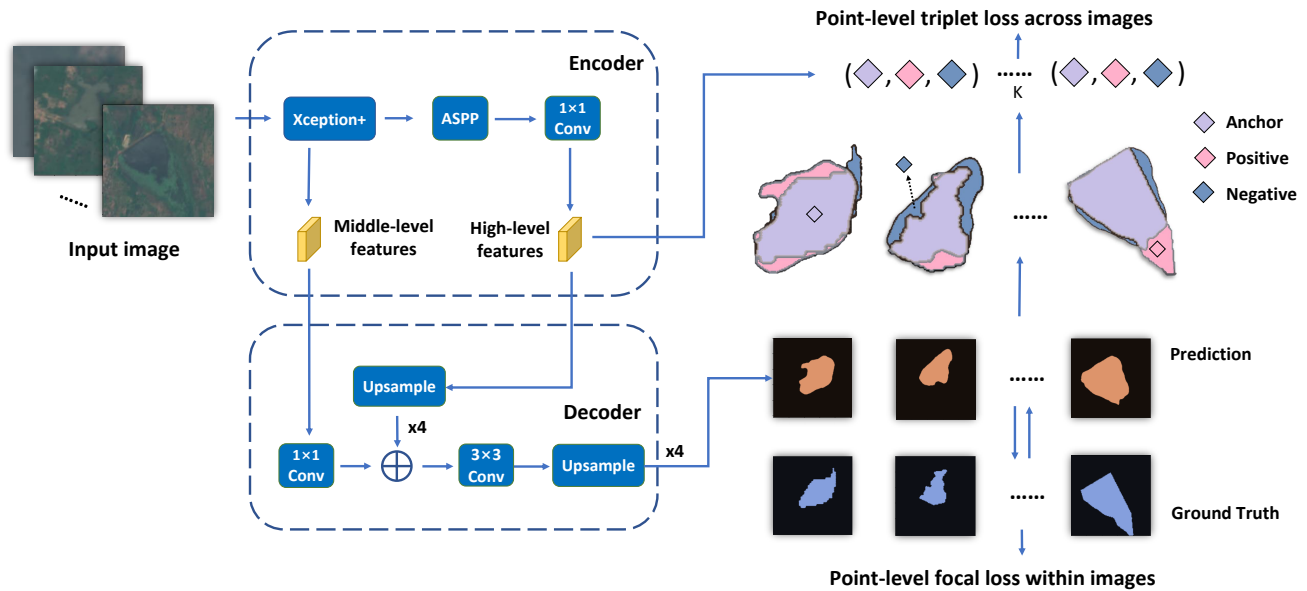 Point-level triplet loss across images
( , , ) ...... ( , , )
K
Encoder
Xception+
ASPP
1×1
Conv
Anchor
Positive
Negative
......
Input image
Middle-level
features
High-level
features
......
Prediction
......
Upsample
Decoder
x4
1×1
Conv
3×3
Conv
Upsample
x4
......
Ground Truth
Point-level focal loss within images